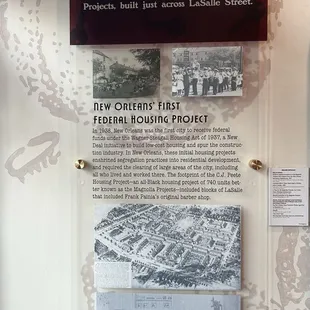 Projects, built just across LaSalle Street.
NEW ORLEANS' FIRST
FEDERAL HOUSING PROJECT
In 1938, New Orleans was the first city to receive federal
funds under the Wagner-Steagall Housing Act of 1937, a New
Deal Initiative to build low-cost housing and spur the construc-
tion industry. In New Orleans, these initial housing projects
enshrined segregation practices into residential development,
and required the clearing of large areas of the city, including
all who lived and worked there. The footprint of the C.J. Peete
Housing Project—an all-Black housing project of 740 units bet-
ter known as the Magnolia Projects—included blocks of LaSalle
that included Frank Painia's original barber shop.